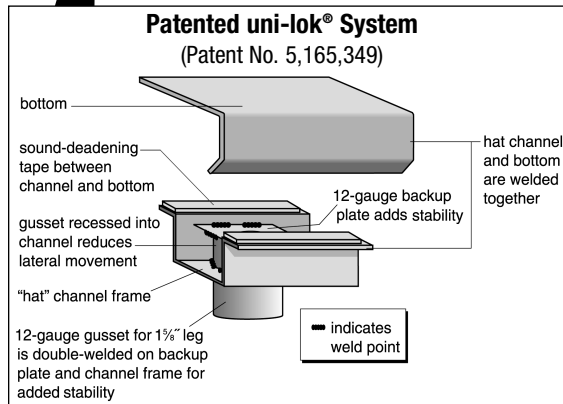 Patented uni-lok® System
(Patent No. 5,165,349)
bottom
sound-deadening
tape between
channel and bottom
gusset recessed into
channel reduces
lateral movement
“hat” channel frame
12-gauge gusset for 1⅝˝ leg
is double-welded on backup
plate and channel frame for
added stability
12-gauge backup
plate adds stability
hat channel
and bottom
are welded
together
indicates
weld point